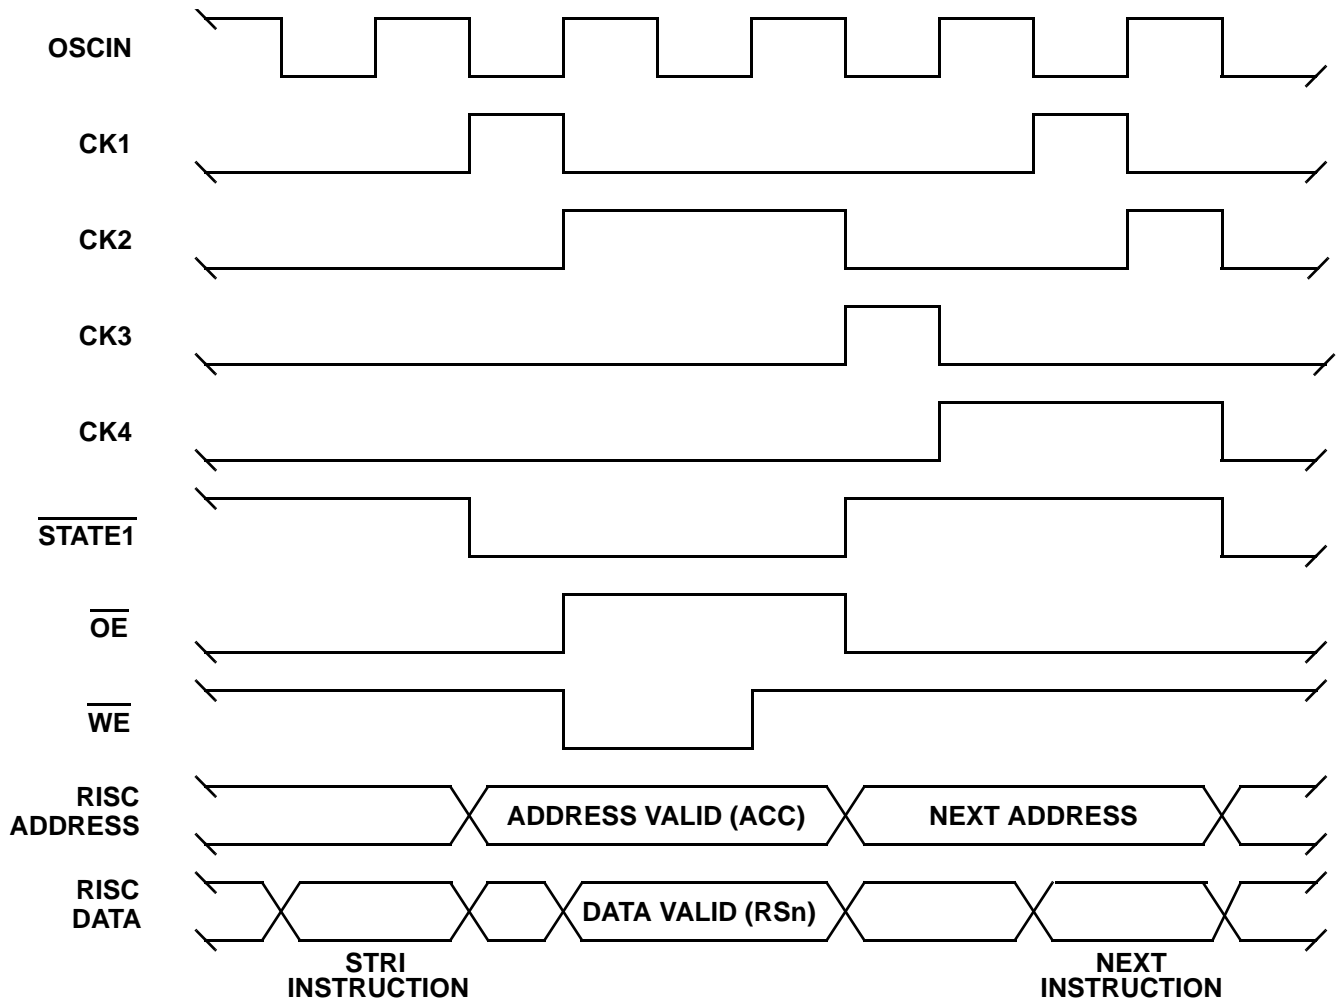 OSCIN
CK1
CK2
CK3
CK4
STATE1
OE
WE
RISC
ADDRESS
ADDRESS VALID (ACC)
NEXT ADDRESS
RISC
DATA
DATA VALID (RSn)
STRI
INSTRUCTION
NEXT
INSTRUCTION